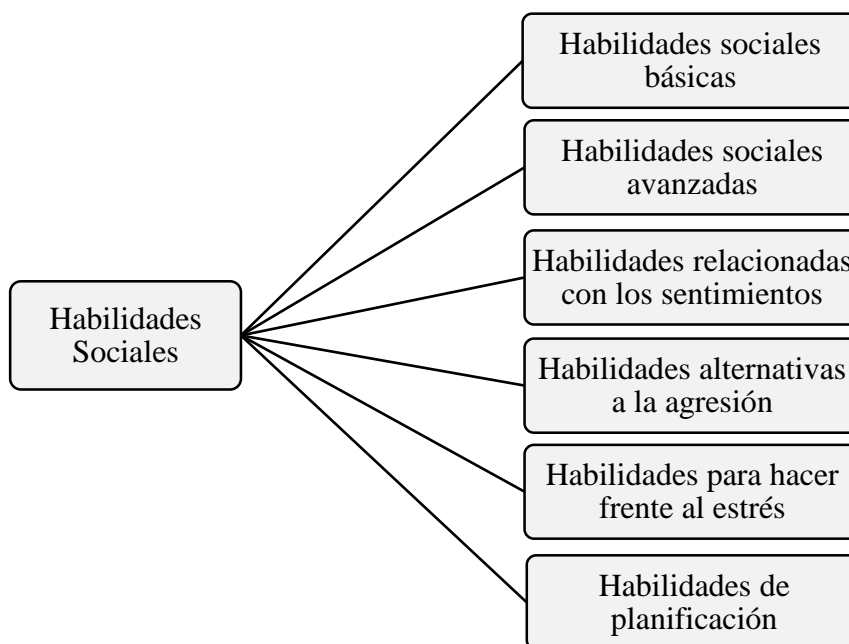 Habilidades
Sociales
Habilidades sociales
básicas
Habilidades sociales
avanzadas
Habilidades relacionadas
con los sentimientos
Habilidades alternativas
a la agresión
Habilidades para hacer
frente al estrés
Habilidades de
planificación